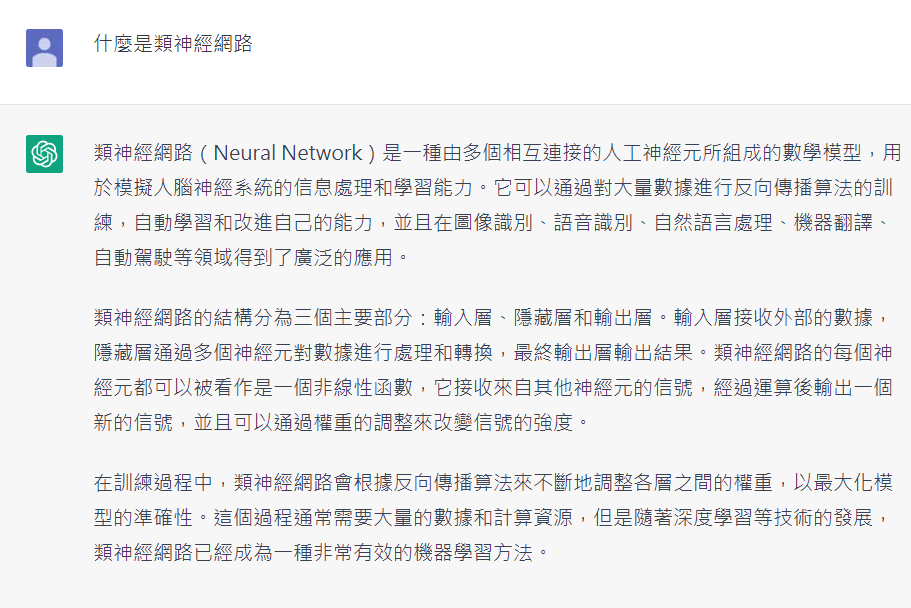 什麼是類神經網路
類神經網路（Neural Network）是一種由多個相互連接的人工神經元所組成的數學模型，用
於模擬人腦神經系統的信息處理和學習能力。它可以通過對大量數據進行反向傳播算法的訓
練，自動學習和改進自己的能力，並且在圖像識別、語音識別、自然語言處理、機器翻譯、
自動駕駛等領域得到了廣泛的應用。
類神經網路的結構分為三個主要部分：輸入層、隱藏層和輸出層。輸入層接收外部的數據，
隱藏層通過多個神經元對數據進行處理和轉換，最終輸出層輸出結果。類神經網路的每個神
經元都可以被看作是一個非線性函數，它接收來自其他神經元的信號，經過運算後輸出一個
新的信號，並且可以通過權重的調整來改變信號的強度。
在訓練過程中，類神經網路會根據反向傳播算法來不斷地調整各層之間的權重，以最大化模
型的準確性。這個過程通常需要大量的數據和計算資源，但是隨著深度學習等技術的發展，
類神經網路已經成為一種非常有效的機器學習方法。